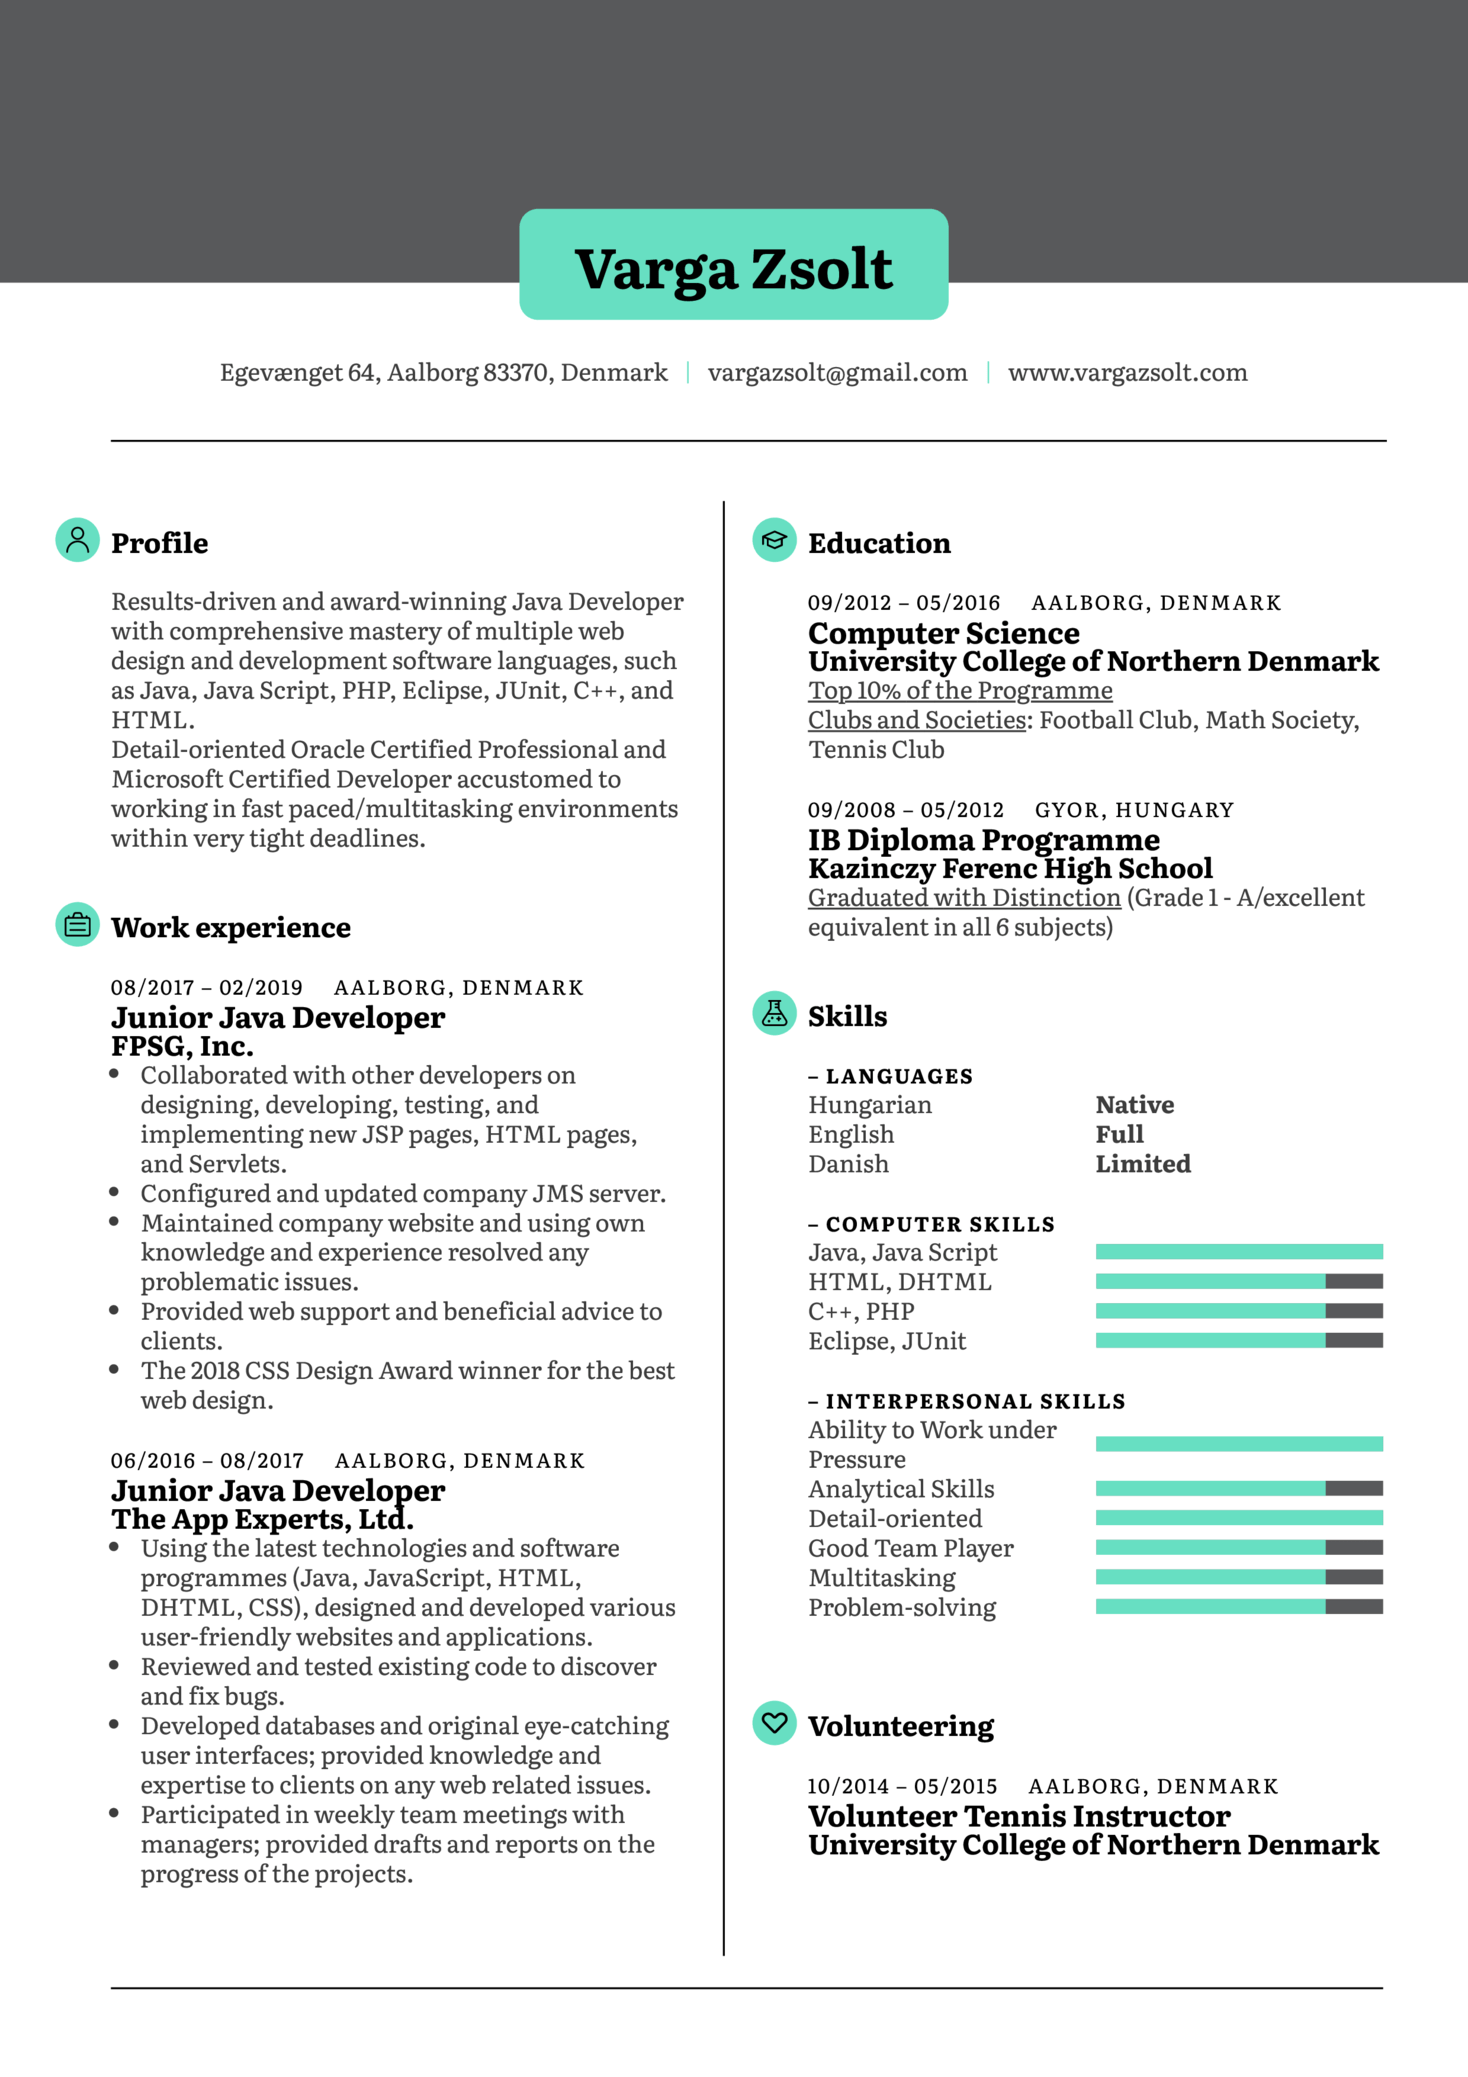 Varga Zsolt
Egevænget 64, Aalborg 83370, Denmark | vargazsolt@gmail.com | www.vargazsolt.com
Profile
Results-driven and award-winning Java Developer
with comprehensive mastery of multiple web
design and development software languages, such
as Java, Java Script, PHP, Eclipse, JUnit, C++, and
HTML.
Detail-oriented Oracle Certified Professional and
Microsoft Certified Developer accustomed to
working in fast paced/multitasking environments
within very tight deadlines.
Work experience
08/2017 – 02/2019 AALBORG, DENMARK
Junior Java Developer
FPSG, Inc.
• Collaborated with other developers on
designing, developing, testing, and
implementing new JSP pages, HTML pages,
and Servlets.
• Configured and updated company JMS server.
• Maintained company website and using own
knowledge and experience resolved any
problematic issues.
• Provided web support and beneficial advice to
clients.
• The 2018 CSS Design Award winner for the best
web design.
06/2016 – 08/2017 AALBORG, DENMARK
Junior Java Developer
The App Experts, Ltd.
• Using the latest technologies and software
programmes (Java, JavaScript, HTML,
DHTML, CSS), designed and developed various
user-friendly websites and applications.
• Reviewed and tested existing code to discover
and fix bugs.
• Developed databases and original eye-catching
user interfaces; provided knowledge and
expertise to clients on any web related issues.
• Participated in weekly team meetings with
managers; provided drafts and reports on the
progress of the projects.
Education
09/2012 – 05/2016 AALBORG, DENMARK
Computer Science
University College of Northern Denmark
Top 10% of the Programme
Clubs and Societies: Football Club, Math Society,
Tennis Club
09/2008 – 05/2012 GYOR, HUNGARY
IB Diploma Programme
Kazinczy Ferenc High School
Graduated with Distinction (Grade 1 - A/excellent
equivalent in all 6 subjects)
Skills
– LANGUAGES
Hungarian Native
English Full
Danish Limited
– COMPUTER SKILLS
Java, Java Script
HTML, DHTML
C++, PHP
Eclipse, JUnit
– INTERPERSONAL SKILLS
Ability to Work under
Pressure
Analytical Skills
Detail-oriented
Good Team Player
Multitasking
Problem-solving
Volunteering
10/2014 – 05/2015 AALBORG, DENMARK
Volunteer Tennis Instructor
University College of Northern Denmark